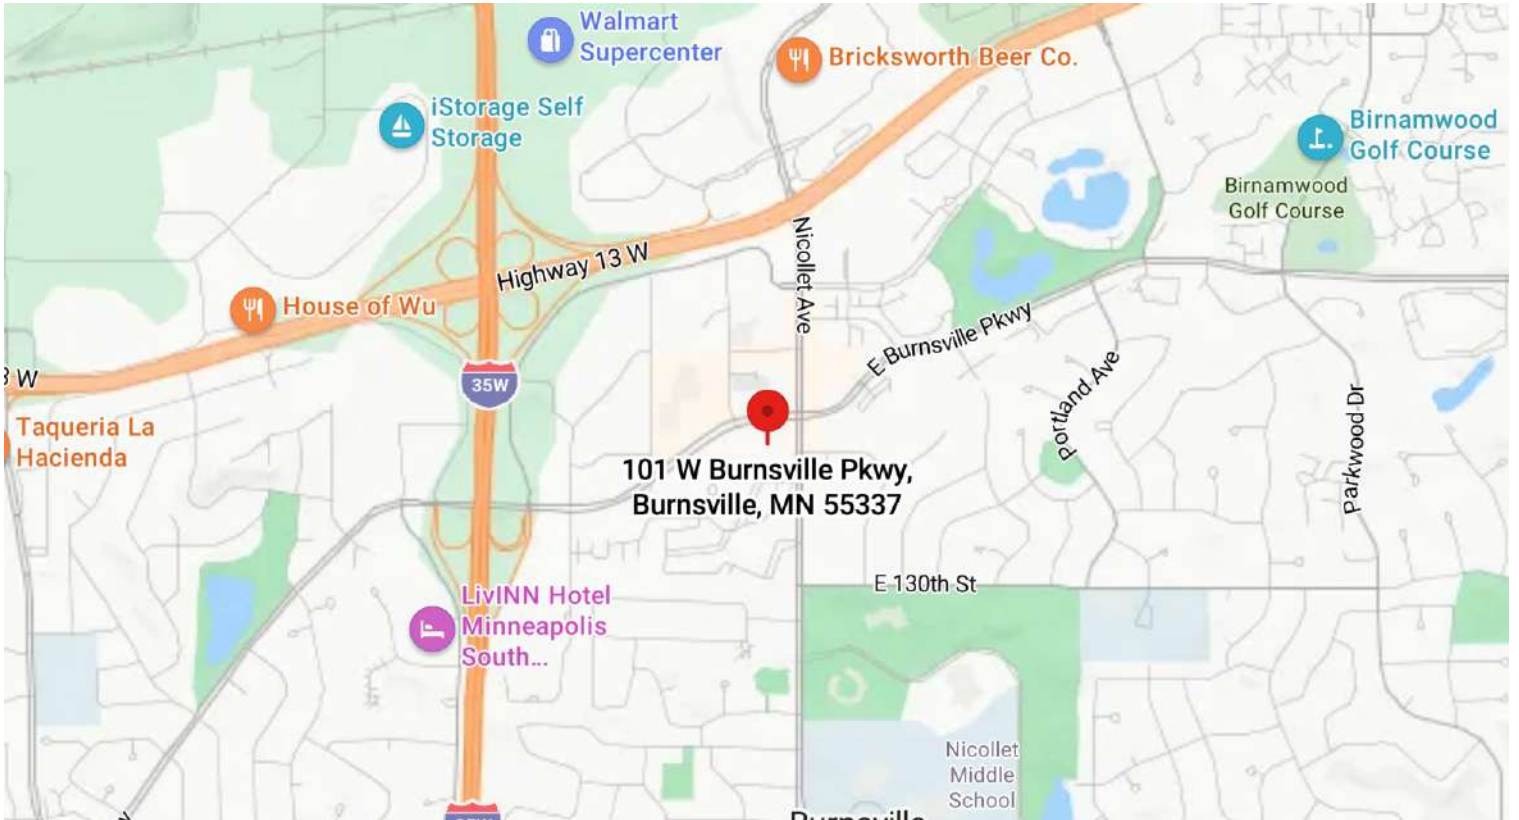 Walmart
Supercenter
Bricksworth Beer Co.
iStorage Self
Storage
Birnamwood
Golf Course
Birnamwood
Golf Course
Nicollet Ave
Highway 13 W
House of Wu
E Burnsville Pkwy
W
35W
Portland Ave
Parkwood Dr
Taqueria La
Hacienda
101 W Burnsville Pkwy,
Burnsville, MN 55337
E 130th St
LivINN Hotel
Minneapolis
South...
Nicollet
Middle
School
Burnsville